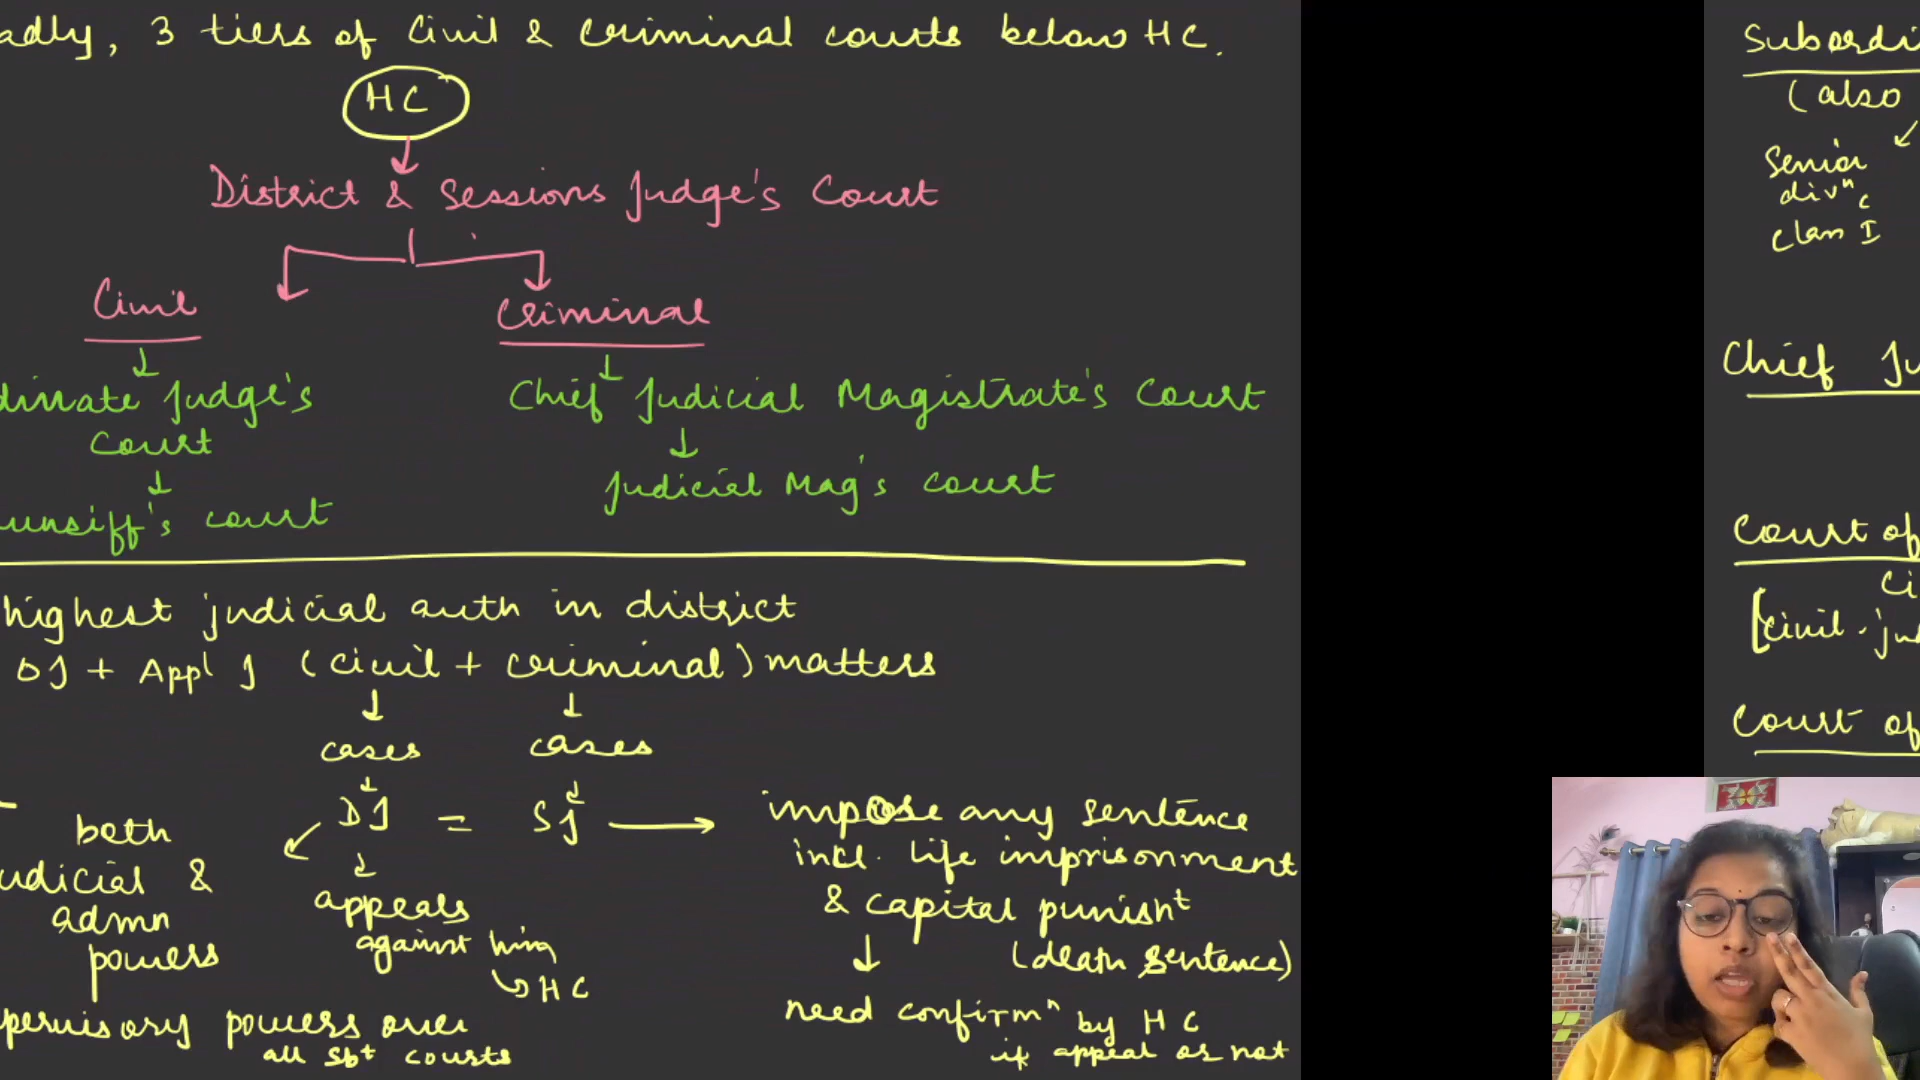 adly, 3 tiers of Civil & Criminal courts below HC.
HC
District & Sessions Judge's Court
Civil
Criminal
dinate Judge's
Court
unsiff's court
Chief Judicial Magistrate's Court
Judicial Mag's court
highest judicial auth in district
OJ + Appl J (civil + criminal) matters
cases
cases
DJ = SJ
both
udicial &
admn
powers
appeals
against him
HC
pervisory powers over
all sbt courts
impose any sentence
incl. life imprisonment
& capital punisht
(death sentence)
need confirmn by HC
if appeal or not
Subordi
(also
Senior
divn
class I
Chief Ju
Court of
ci
[civil. ju
Court of